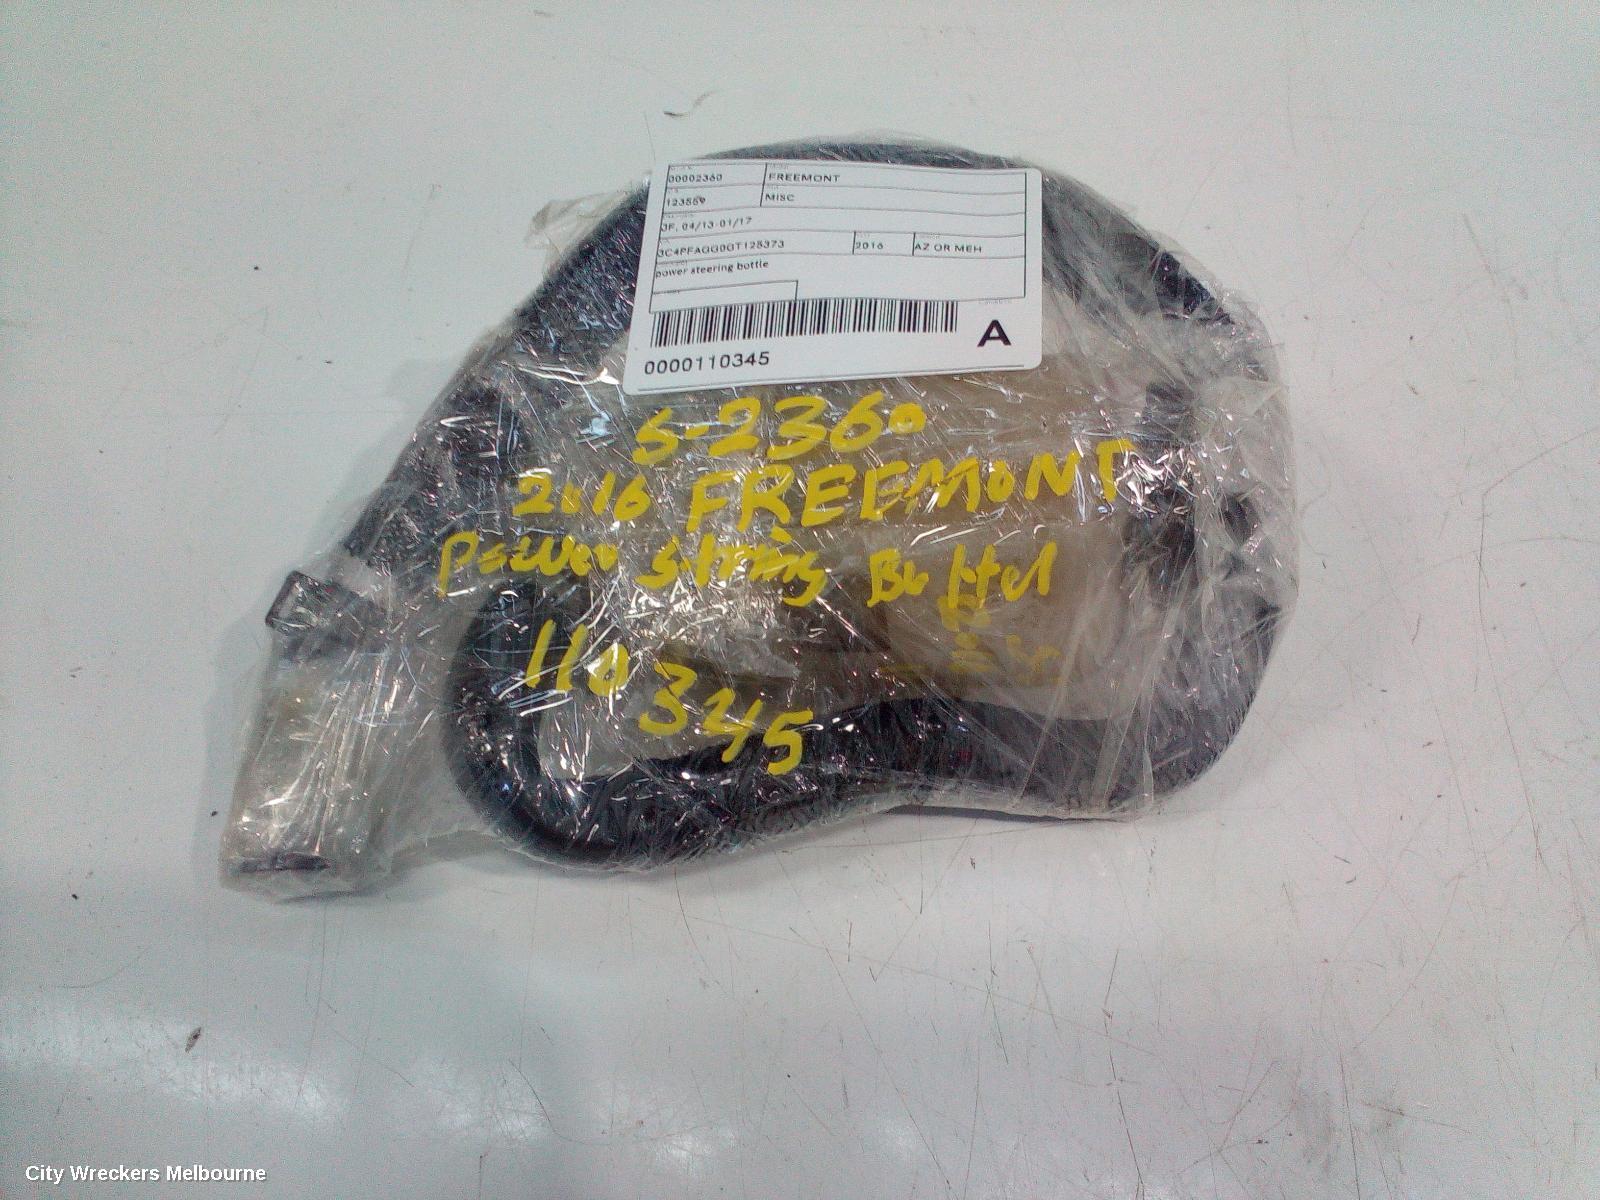 00002360
FREEMONT
123559
MISC
JF, 04/13-01/17
3C4PFAGG0GT125373
2016
AZ OR MEH
power steering bottle
0000110345
A
S-2360
2016 FREEMONT
Power string Bottel
110345
City Wreckers Melbourne